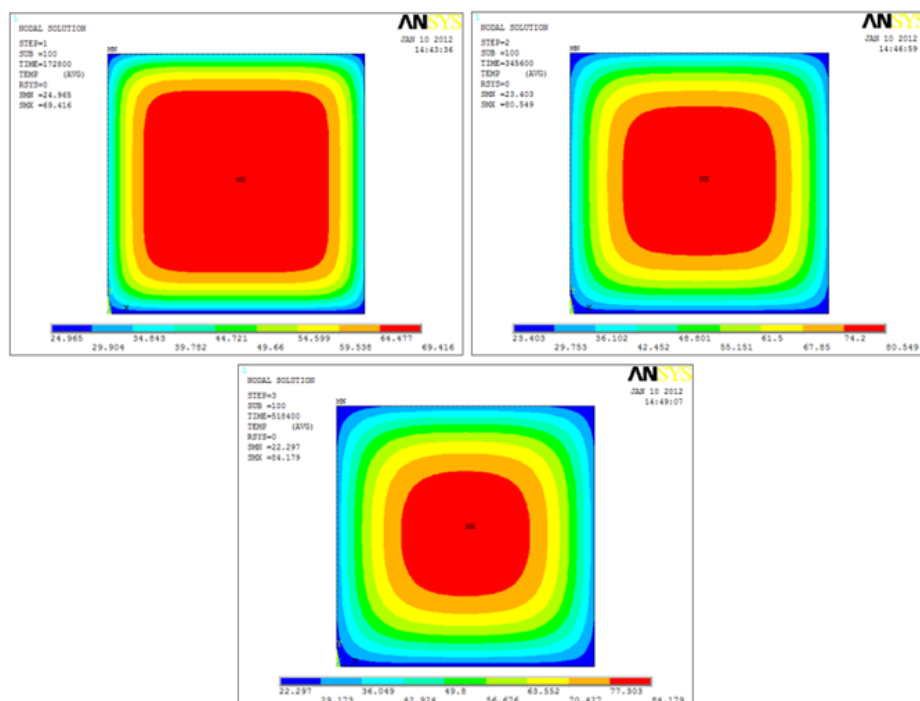 1
NODAL SOLUTION
STEP=1
SUB =100
TIME=172800
TEMP (AVG)
RSYS=0
SMN =24.965
SMX =69.416
ANSYS
JAN 10 2012
14:43:36
MN
MX
24.965 34.843 44.721 54.599 64.477
29.904 39.782 49.66 59.538 69.416
1
NODAL SOLUTION
STEP=2
SUB =100
TIME=345600
TEMP (AVG)
RSYS=0
SMN =23.403
SMX =80.549
ANSYS
JAN 10 2012
14:46:59
MN
MX
23.403 36.102 48.801 61.5 74.2
29.753 42.452 55.151 67.85 80.549
1
NODAL SOLUTION
STEP=3
SUB =100
TIME=518400
TEMP (AVG)
RSYS=0
SMN =22.297
SMX =84.179
ANSYS
JAN 10 2012
14:49:07
MN
MX
22.297 36.049 49.8 63.552 77.303
29.173 42.924 56.676 70.427 84.179